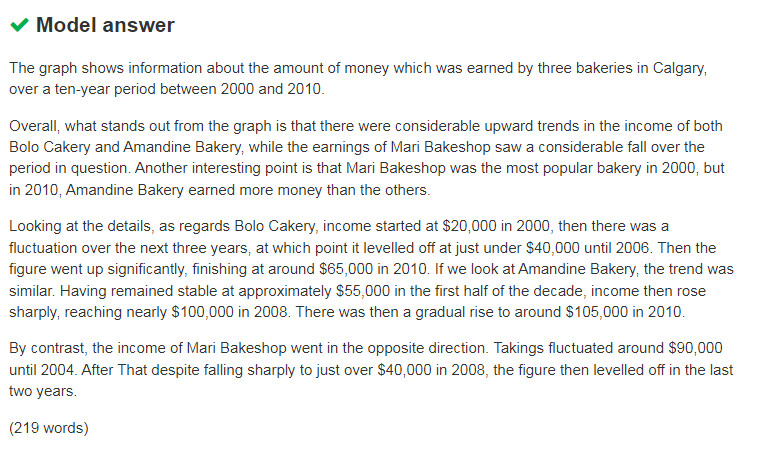 Model answer
The graph shows information about the amount of money which was earned by three bakeries in Calgary,
over a ten-year period between 2000 and 2010.
Overall, what stands out from the graph is that there were considerable upward trends in the income of both
Bolo Cakery and Amandine Bakery, while the earnings of Mari Bakeshop saw a considerable fall over the
period in question. Another interesting point is that Mari Bakeshop was the most popular bakery in 2000, but
in 2010, Amandine Bakery earned more money than the others.
Looking at the details, as regards Bolo Cakery, income started at $20,000 in 2000, then there was a
fluctuation over the next three years, at which point it levelled off at just under $40,000 until 2006. Then the
figure went up significantly, finishing at around $65,000 in 2010. If we look at Amandine Bakery, the trend was
similar. Having remained stable at approximately $55,000 in the first half of the decade, income then rose
sharply, reaching nearly $100,000 in 2008. There was then a gradual rise to around $105,000 in 2010.
By contrast, the income of Mari Bakeshop went in the opposite direction. Takings fluctuated around $90,000
until 2004. After That despite falling sharply to just over $40,000 in 2008, the figure then levelled off in the last
two years.
(219 words)